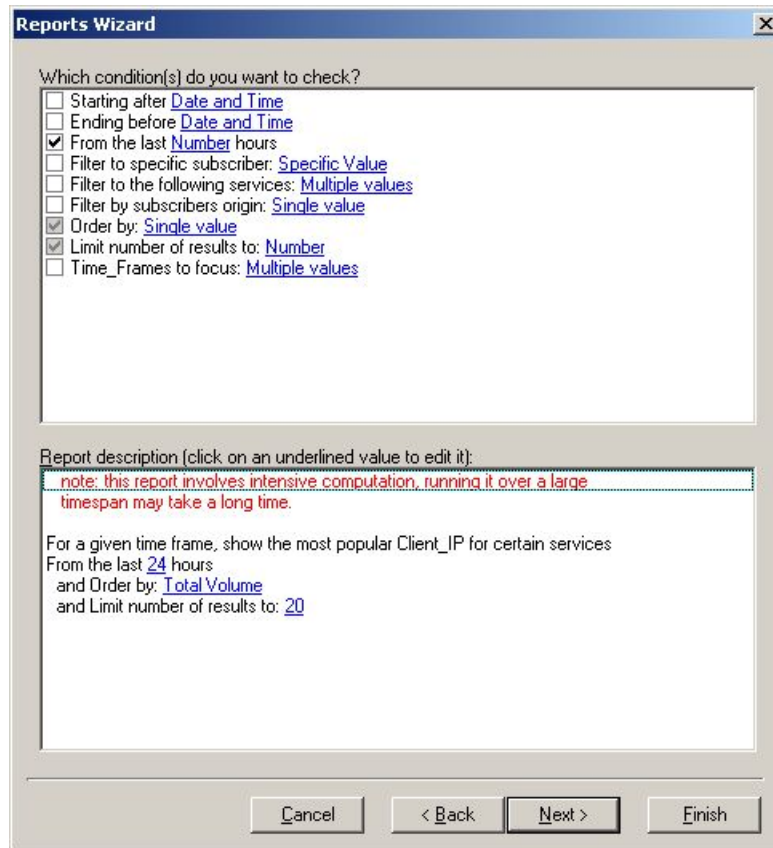 Reports Wizard
Which condition(s) do you want to check?
Starting after Date and Time
Ending before Date and Time
From the last Number hours
Filter to specific subscriber: Specific Value
Filter to the following services: Multiple values
Filter by subscribers origin: Single value
Order by: Single value
Limit number of results to: Number
Time_Frames to focus: Multiple values
Report description (click on an underlined value to edit it):
note: this report involves intensive computation, running it over a large
timespan may take a long time.
For a given time frame, show the most popular Client_IP for certain services
From the last 24 hours
and Order by: Total Volume
and Limit number of results to: 20
Cancel
< Back
Next >
Finish